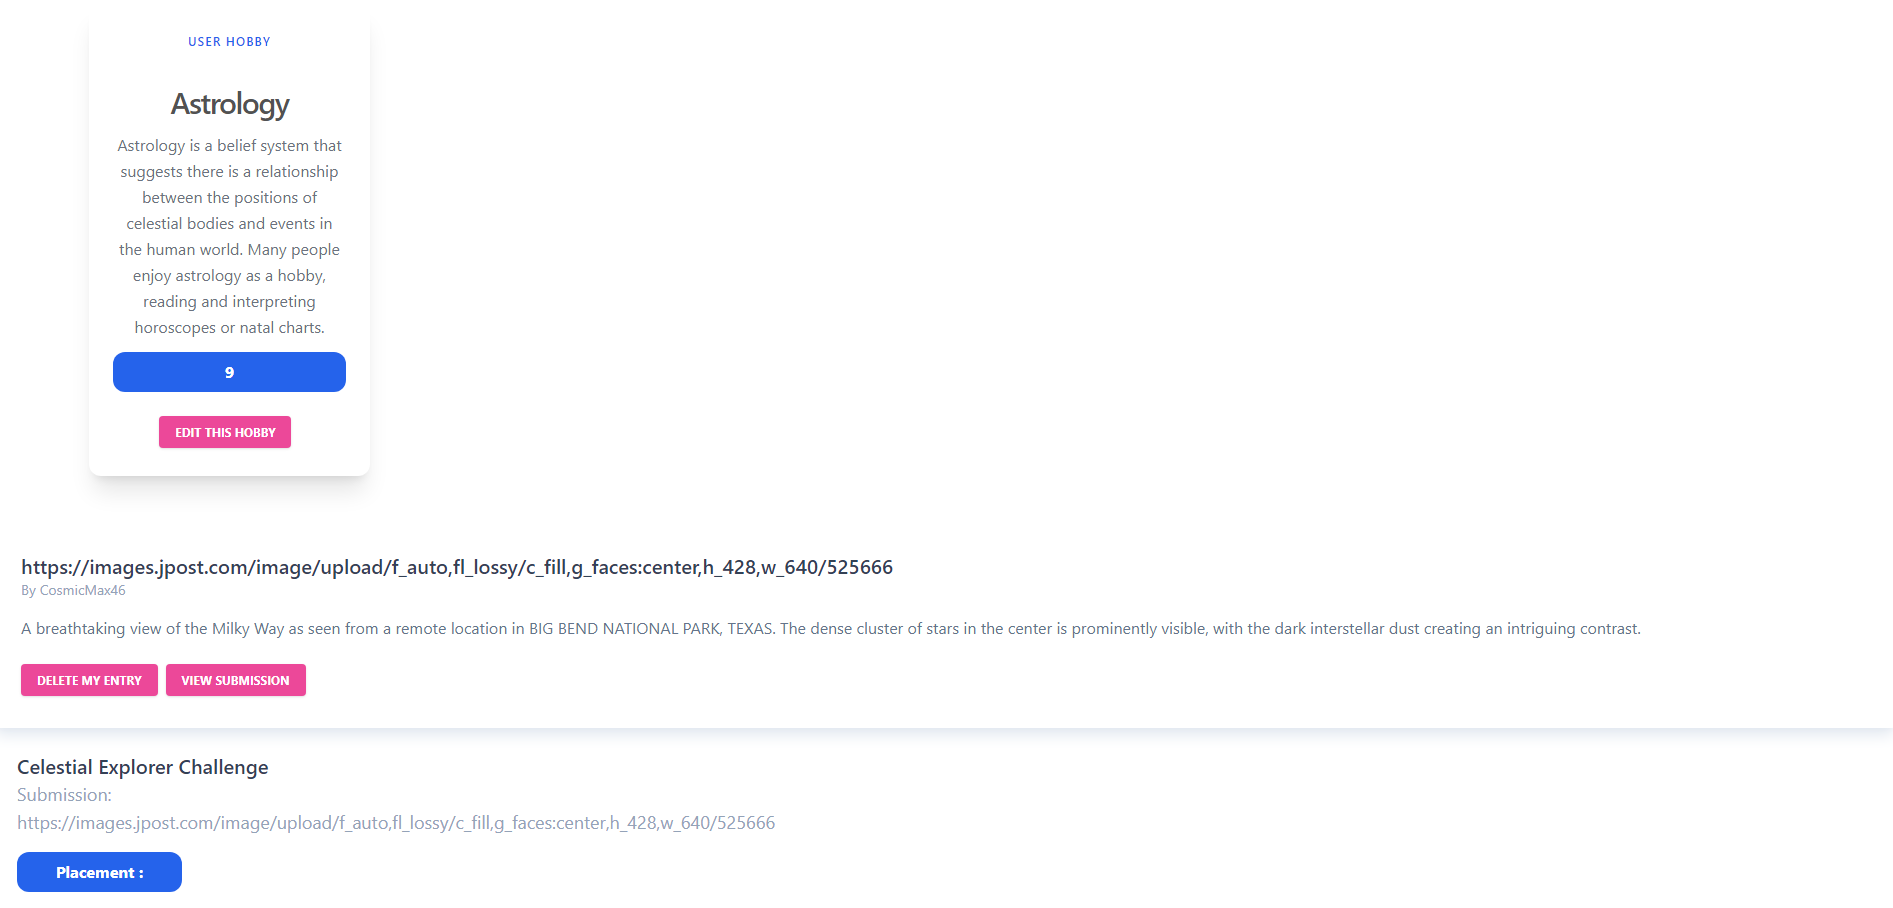 USER HOBBY
Astrology
Astrology is a belief system that
suggests there is a relationship
between the positions of
celestial bodies and events in
the human world. Many people
enjoy astrology as a hobby,
reading and interpreting
horoscopes or natal charts.
9
EDIT THIS HOBBY
https://images.jpost.com/image/upload/f_auto,fl_lossy/c_fill,g_faces:center,h_428,w_640/525666
By CosmicMax46
A breathtaking view of the Milky Way as seen from a remote location in BIG BEND NATIONAL PARK, TEXAS. The dense cluster of stars in the center is prominently visible, with the dark interstellar dust creating an intriguing contrast.
DELETE MY ENTRY VIEW SUBMISSION
Celestial Explorer Challenge
Submission:
https://images.jpost.com/image/upload/f_auto,fl_lossy/c_fill,g_faces:center,h_428,w_640/525666
Placement :